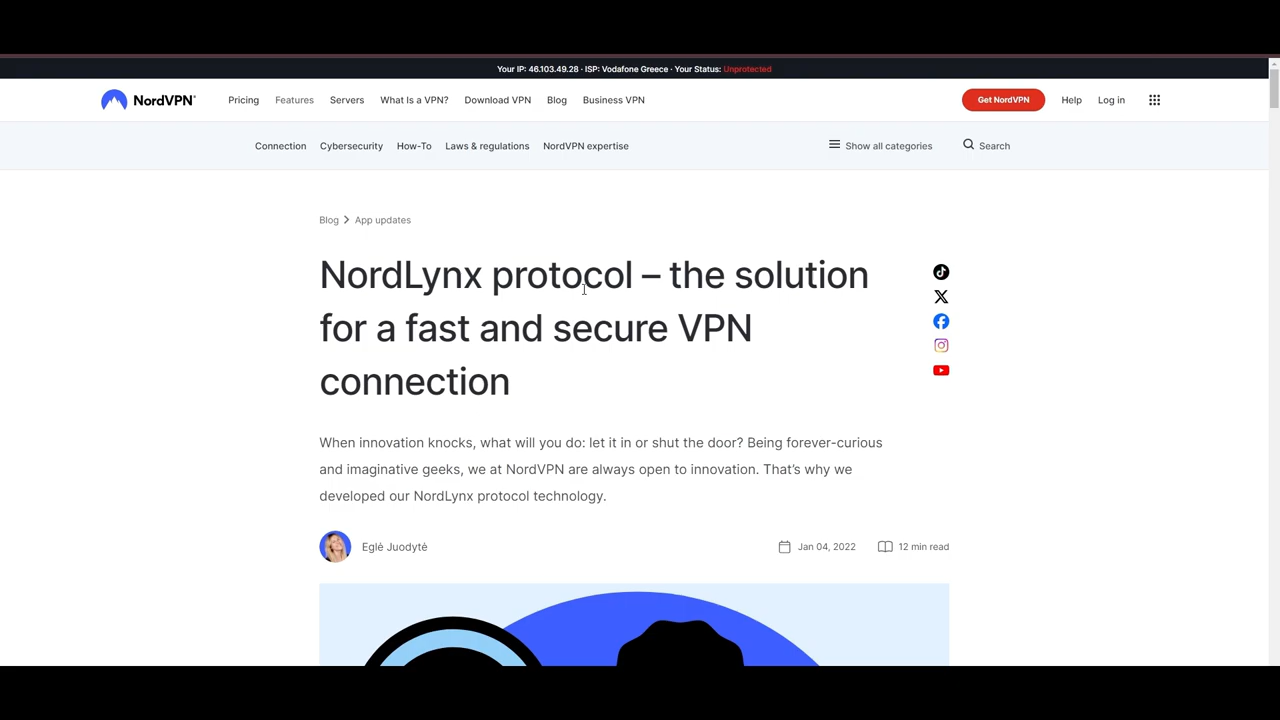 Your IP: 46.103.49.28 · ISP: Vodafone Greece · Your Status: Unprotected
NordVPN® Pricing Features Servers What Is a VPN? Download VPN Blog Business VPN Get NordVPN Help Log in
Connection Cybersecurity How-To Laws & regulations NordVPN expertise Show all categories Search
Blog > App updates
NordLynx protocol – the solution
for a fast and secure VPN
connection
When innovation knocks, what will you do: let it in or shut the door? Being forever-curious
and imaginative geeks, we at NordVPN are always open to innovation. That’s why we
developed our NordLynx protocol technology.
Eglė Juodytė Jan 04, 2022 12 min read